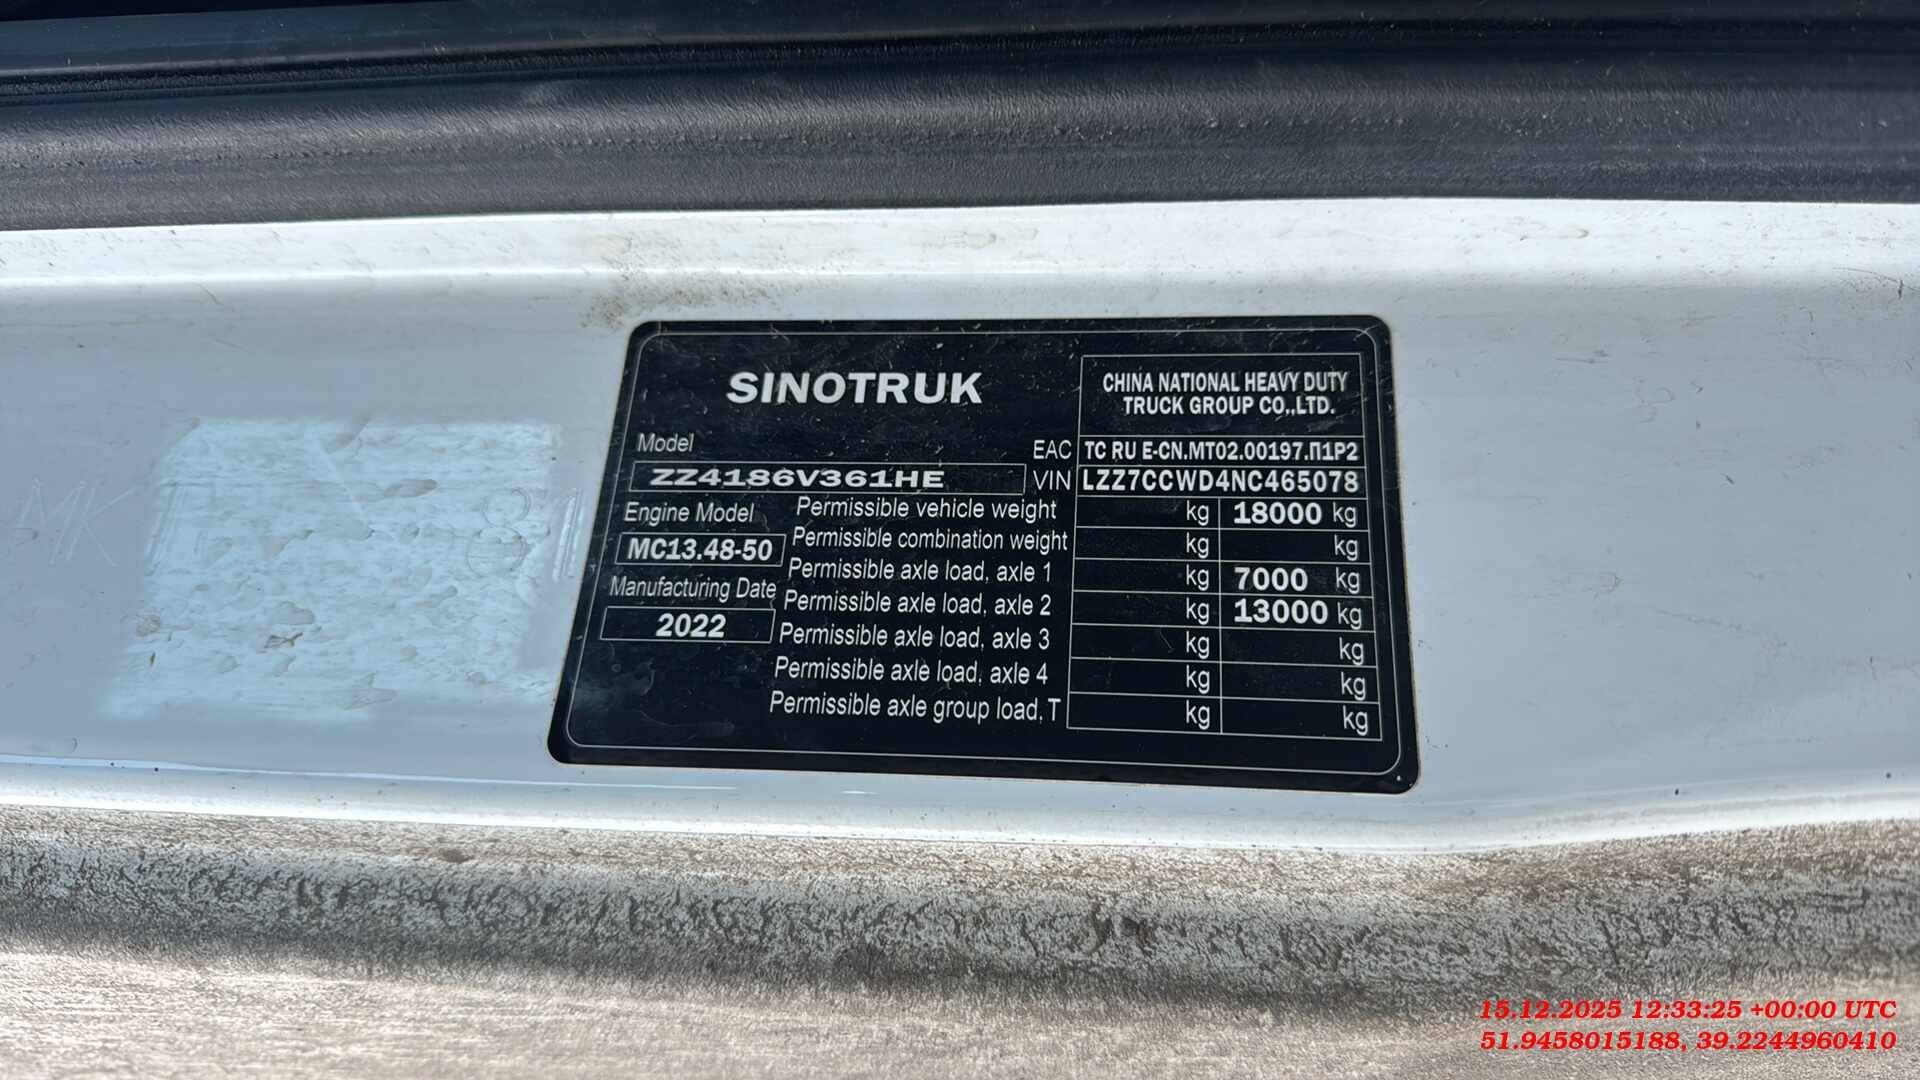 SINOTRUK
CHINA NATIONAL HEAVY DUTY
TRUCK GROUP CO.,LTD.
Model
EAC TC RU E-CN.MT02.00197.П1P2
ZZ4186V361HE
VIN LZZ7CCWD4NC465078
Engine Model
MC13.48-50
Manufacturing Date
2022
Permissible vehicle weight kg 18000 kg
Permissible combination weight kg kg
Permissible axle load, axle 1 kg 7000 kg
Permissible axle load, axle 2 kg 13000 kg
Permissible axle load, axle 3 kg kg
Permissible axle load, axle 4 kg kg
Permissible axle group load, T kg kg
15.12.2025 12:33:25 +00:00 UTC
51.9458015188, 39.2244960410